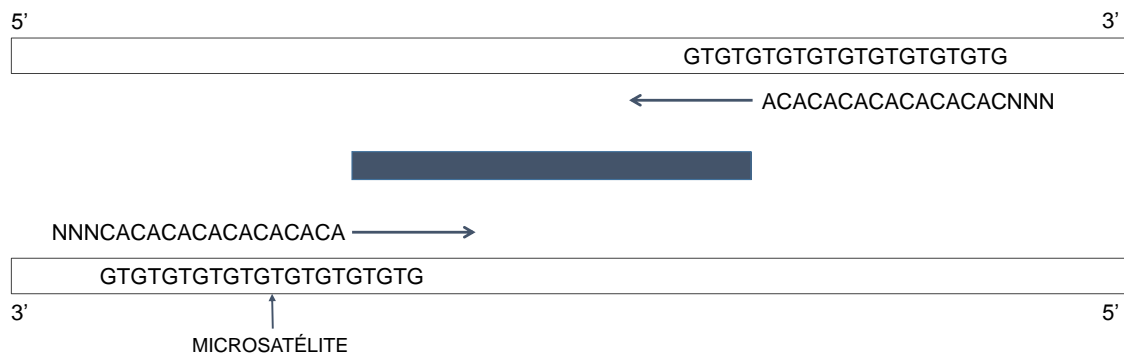 5’ 3’
GTGTGTGTGTGTGTGTGTGTG
ACACACACACACACACNNN
NNNCACACACACACACACA
GTGTGTGTGTGTGTGTGTGTG
3’ 5’
MICROSATÉLITE